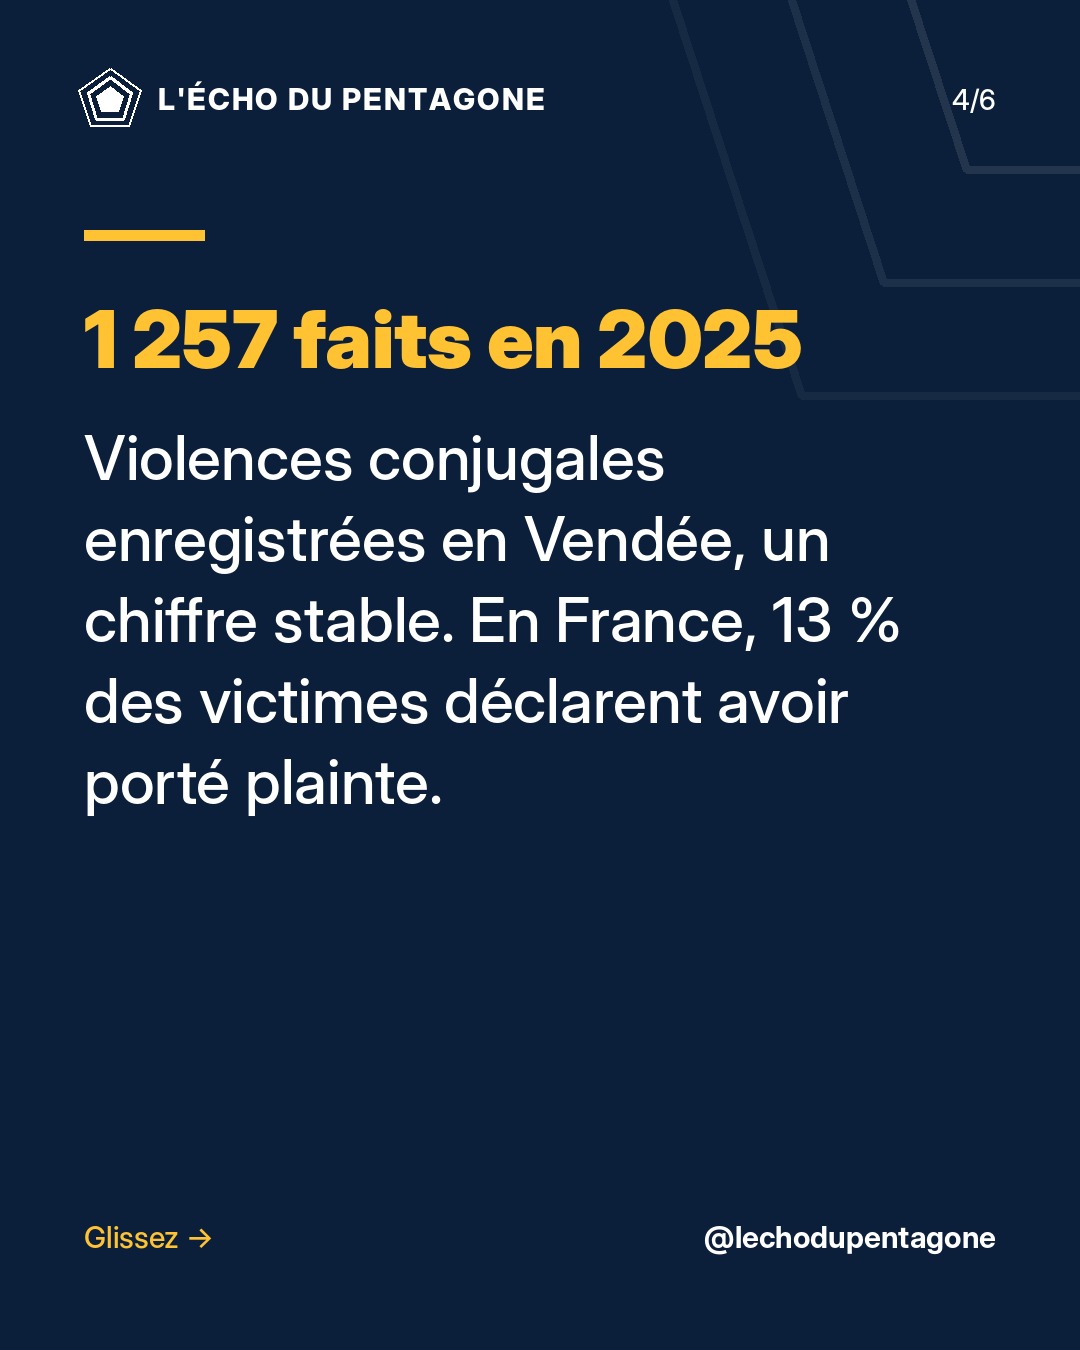 L'ÉCHO DU PENTAGONE
4/6
1 257 faits en 2025
Violences conjugales
enregistrées en Vendée, un
chiffre stable. En France, 13 %
des victimes déclarent avoir
porté plainte.
Glissez →
@lechodupentagone